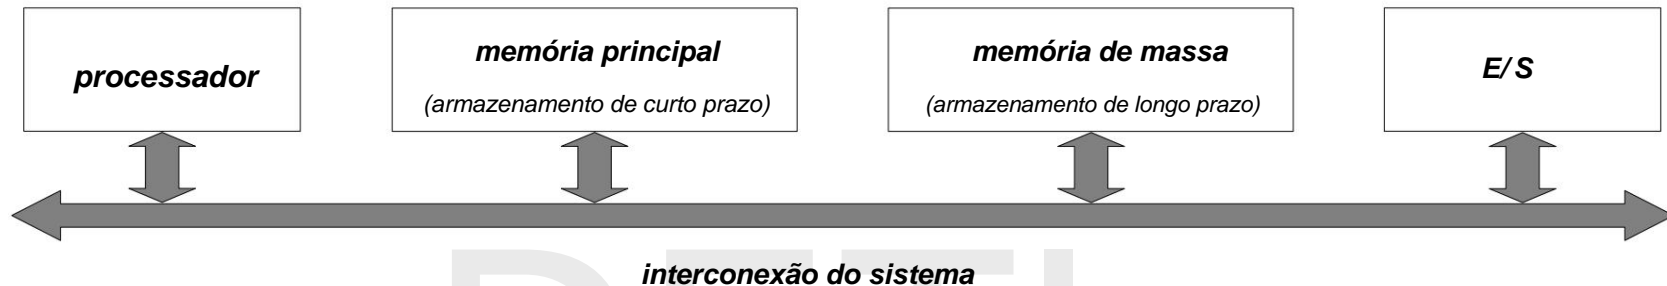 processador
memória principal
(armazenamento de curto prazo)
memória de massa
(armazenamento de longo prazo)
E/S
interconexão do sistema